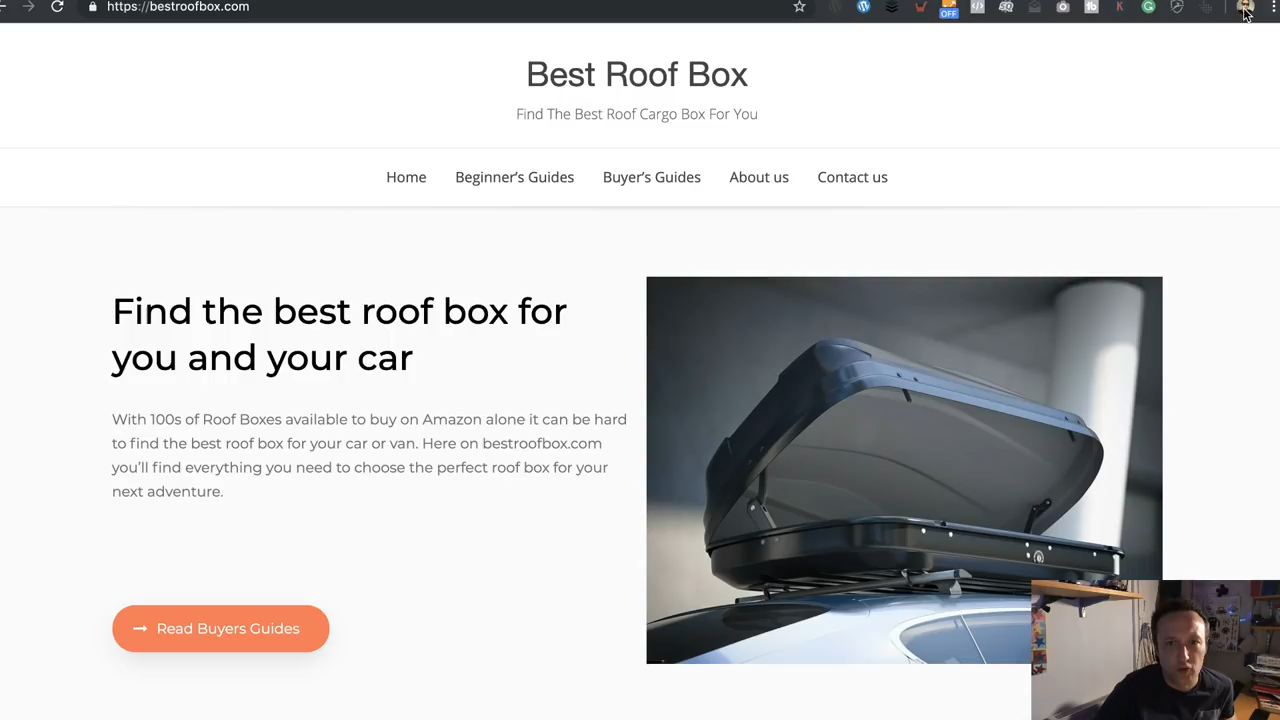 https://bestroofbox.com
OFF
Best Roof Box
Find The Best Roof Cargo Box For You
Home Beginner's Guides Buyer's Guides About us Contact us
Find the best roof box for
you and your car
With 100s of Roof Boxes available to buy on Amazon alone it can be hard
to find the best roof box for your car or van. Here on bestroofbox.com
you'll find everything you need to choose the perfect roof box for your
next adventure.
→ Read Buyers Guides